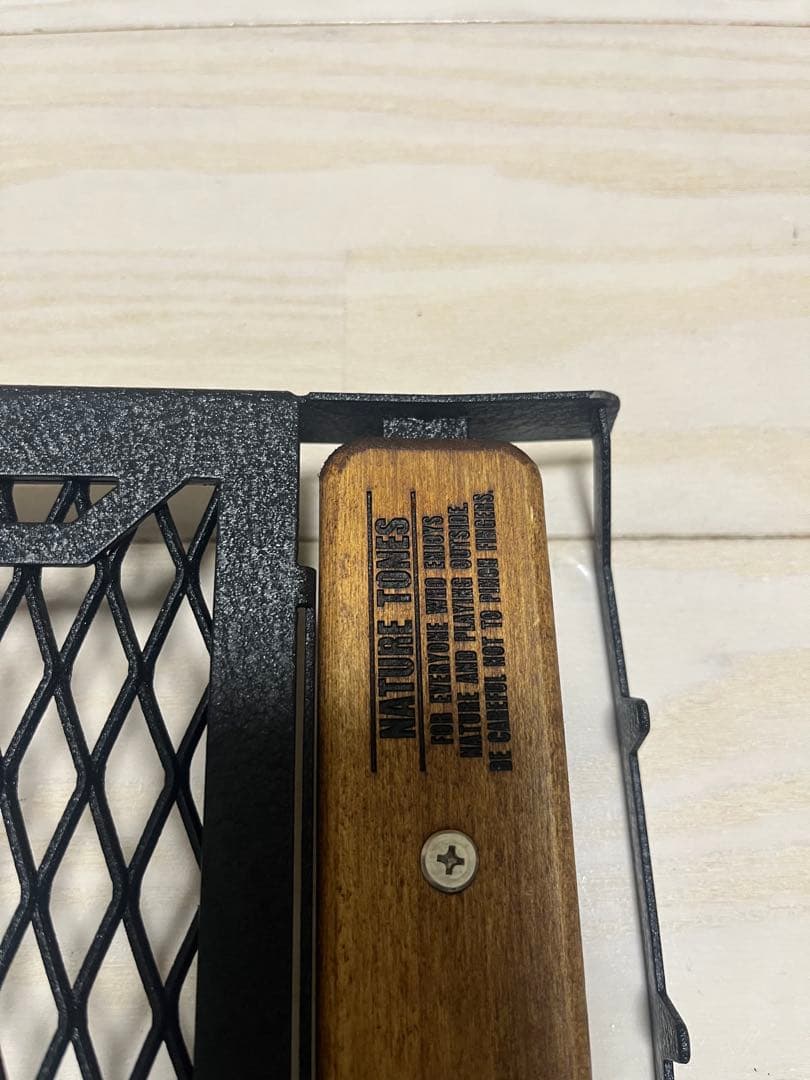 NATURE TONES
FOR EVERYONE WHO ENJOYS
NATURE AND PLAYING OUTSIDE.
BE CAREFUL NOT TO PINCH FINGERS.